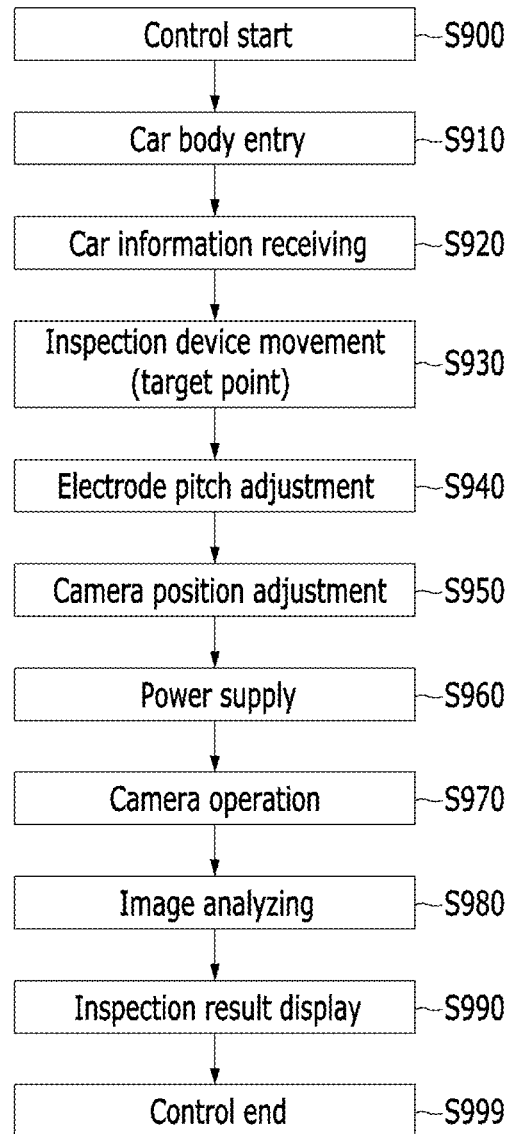 Control start S900
Car body entry S910
Car information receiving S920
Inspection device movement
(target point) S930
Electrode pitch adjustment S940
Camera position adjustment S950
Power supply S960
Camera operation S970
Image analyzing S980
Inspection result display S990
Control end S999